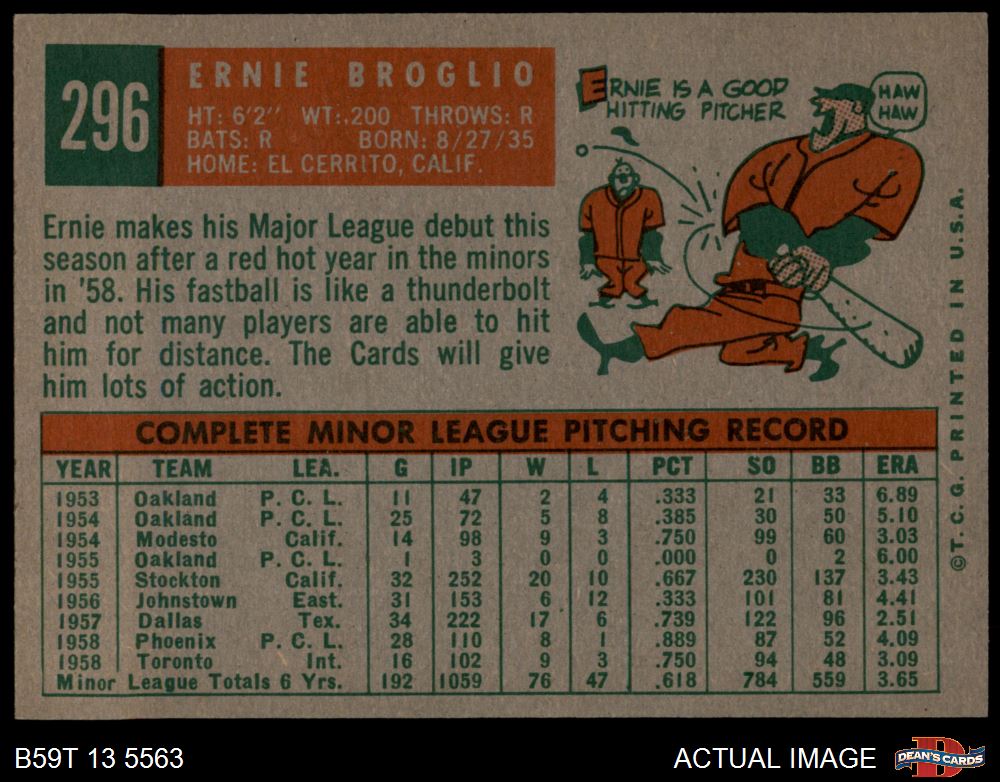 296
ERNIE BROGLIO
HT: 6'2" WT: 200 THROWS: R
BATS: R BORN: 8/27/35
HOME: EL CERRITO, CALIF.
ERNIE IS A GOOD
HITTING PITCHER
HAW
HAW
Ernie makes his Major League debut this
season after a red hot year in the minors
in '58. His fastball is like a thunderbolt
and not many players are able to hit
him for distance. The Cards will give
him lots of action.
COMPLETE MINOR LEAGUE PITCHING RECORD
YEAR TEAM LEA. G IP W L PCT SO BB ERA
1953 Oakland P. C. L. 11 47 2 4 .333 21 33 6.89
1954 Oakland P. C. L. 25 72 5 8 .385 30 50 5.10
1954 Modesto Calif. 14 98 9 3 .750 99 60 3.03
1955 Oakland P. C. L. 1 3 0 0 .000 0 2 6.00
1955 Stockton Calif. 32 252 20 10 .667 230 137 3.43
1956 Johnstown East. 31 153 6 12 .333 101 81 4.41
1957 Dallas Tex. 34 222 17 6 .739 122 96 2.51
1958 Phoenix P. C. L. 28 110 8 1 .889 87 52 4.09
1958 Toronto Int. 16 102 9 3 .750 94 48 3.09
Minor League Totals 6 Yrs. 192 1059 76 47 .618 784 559 3.65
©T. C. G. PRINTED IN U.S.A.
B59T 13 5563
ACTUAL IMAGE
D
DEAN'S CARDS